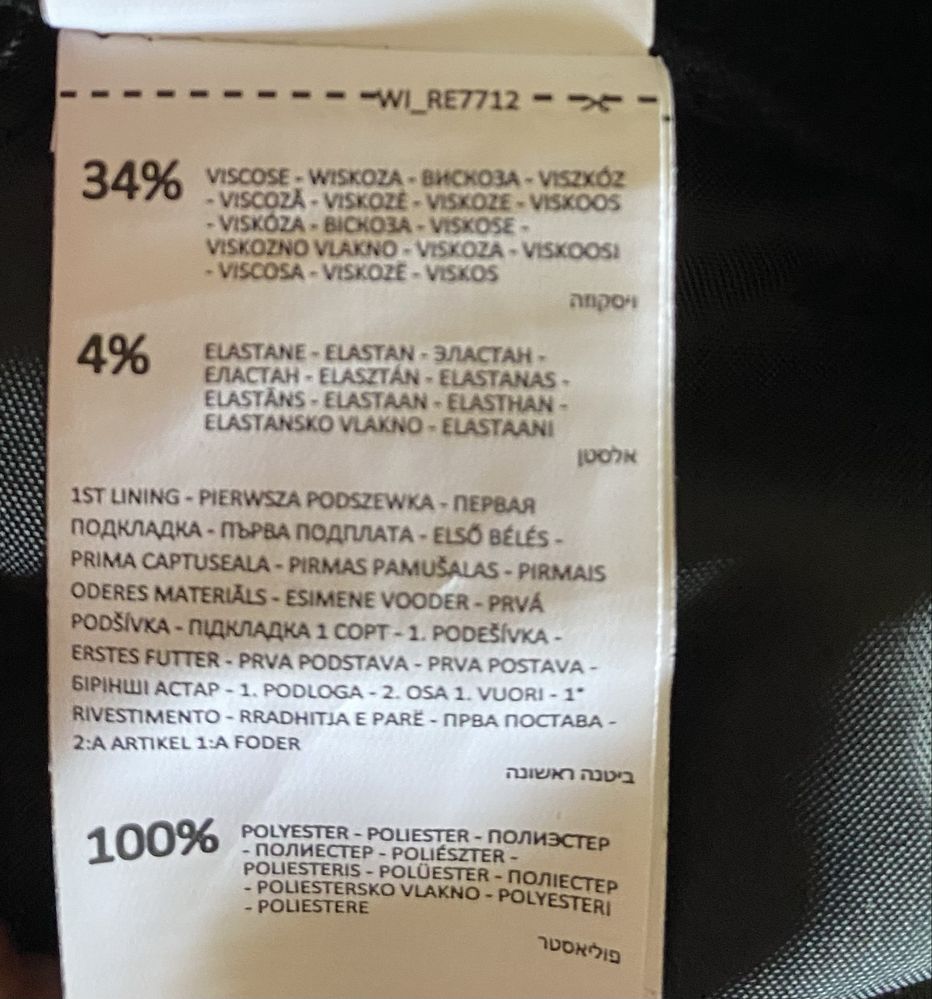 WI_RE7712
34% VISCOSE - WISKOZA - ВИСКОЗА - VISZKÓZ
- VISCOZĂ - VISKOZĖ - VISKOZE - VISKOOS
- VISKÓZA - ВІСКОЗА - VISKOSE -
VISKOZNO VLAKNO - VISKOZA - VISKOOSI
- VISCOSA - VISKOZË - VISKOS
ויסקוזה
4% ELASTANE - ELASTAN - ЭЛАСТАН -
ЕЛАСТАН - ELASZTÁN - ELASTANAS -
ELASTĀNS - ELASTAAN - ELASTHAN -
ELASTANSKO VLAKNO - ELASTAANI
אלסטן
1ST LINING - PIERWSZA PODSZEWKA - ПЕРВАЯ
ПОДКЛАДКА - ПЪРВА ПОДПЛАТА - ELSŐ BÉLÉS -
PRIMA CAPTUSEALA - PIRMAS PAMUŠALAS - PIRMAIS
ODERES MATERIĀLS - ESIMENE VOODER - PRVÁ
PODŠÍVKA - ПІДКЛАДКА 1 СОРТ - 1. PODEŠÍVKA -
ERSTES FUTTER - PRVA PODSTAVA - PRVA POSTAVA -
БІРІНШІ АСТАР - 1. PODLOGA - 2. OSA 1. VUORI - 1°
RIVESTIMENTO - RRADHITJA E PARË - ПРВА ПОСТАВА -
2:A ARTIKEL 1:A FODER
ביטנה ראשונה
100% POLYESTER - POLIESTER - ПОЛИЭСТЕР
- ПОЛИЕСТЕР - POLIÉSZTER -
POLIESTERIS - POLÜESTER - ПОЛІЕСТЕР
- POLIESTERSKO VLAKNO - POLYESTERI
- POLIESTERE
פוליאסטר